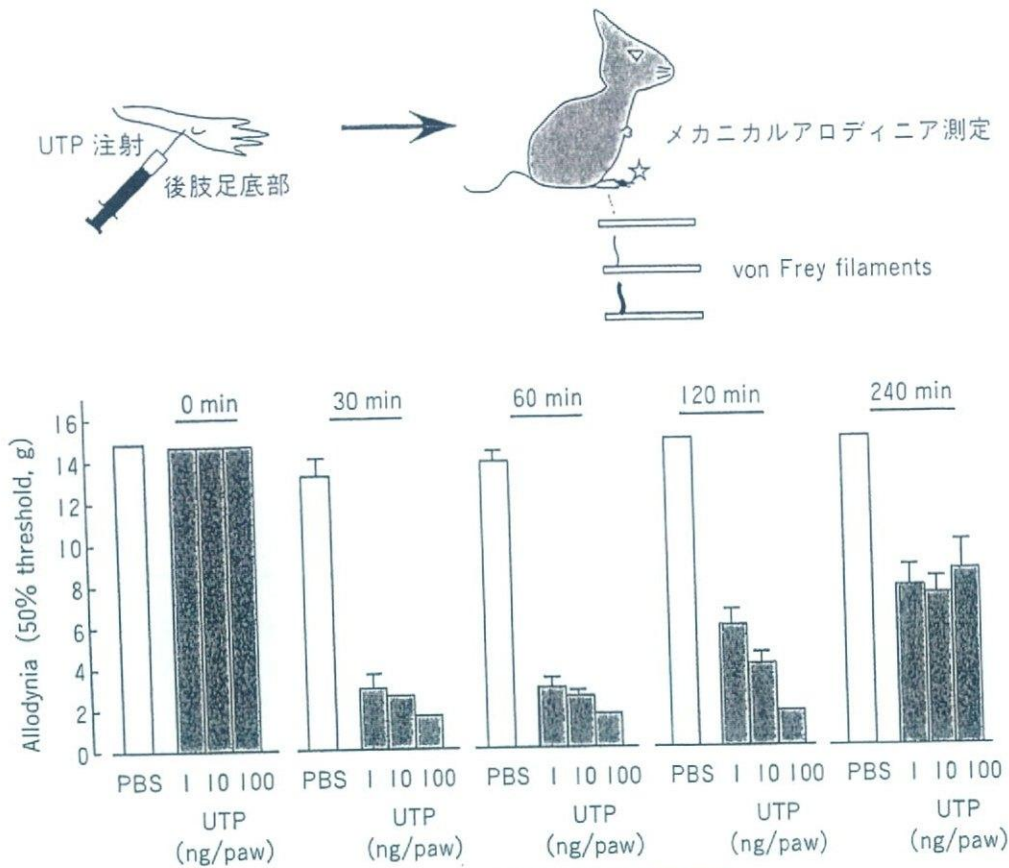 UTP 注射
後肢足底部
メカニカルアロディニア測定
von Frey filaments
0 min
30 min
60 min
120 min
240 min
Allodynia (50% threshold, g)
16
14
12
10
8
6
4
2
0
PBS 1 10 100
UTP
(ng/paw)
PBS 1 10 100
UTP
(ng/paw)
PBS 1 10 100
UTP
(ng/paw)
PBS 1 10 100
UTP
(ng/paw)
PBS 1 10 100
UTP
(ng/paw)